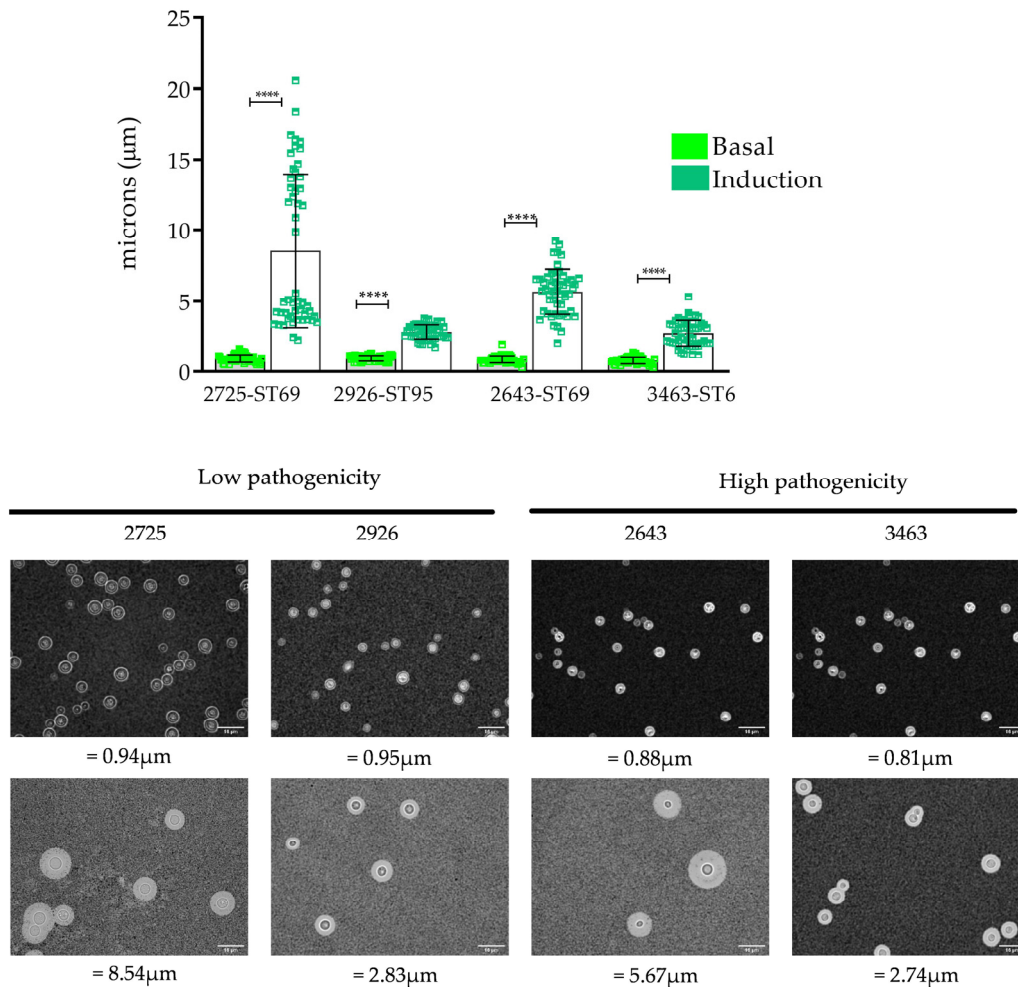 25
20
15
10
5
0
microns (μm)
****
****
****
****
Basal
Induction
2725-ST69
2926-ST95
2643-ST69
3463-ST6
Low pathogenicity
High pathogenicity
2725
2926
2643
3463
= 0.94μm
= 0.95μm
= 0.88μm
= 0.81μm
= 8.54μm
= 2.83μm
= 5.67μm
= 2.74μm